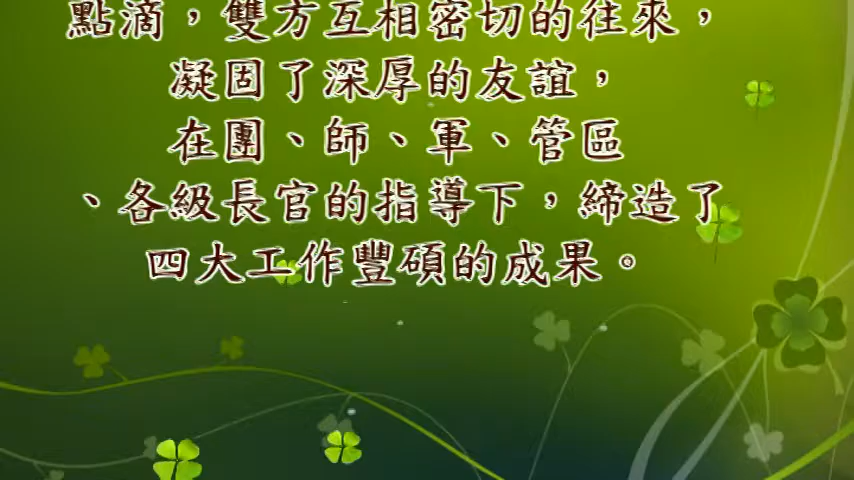 點滴，雙方互相密切的往來，
凝固了深厚的友誼，
在團、師、軍、管區
、各級長官的指導下，締造了
四大工作豐碩的成果。